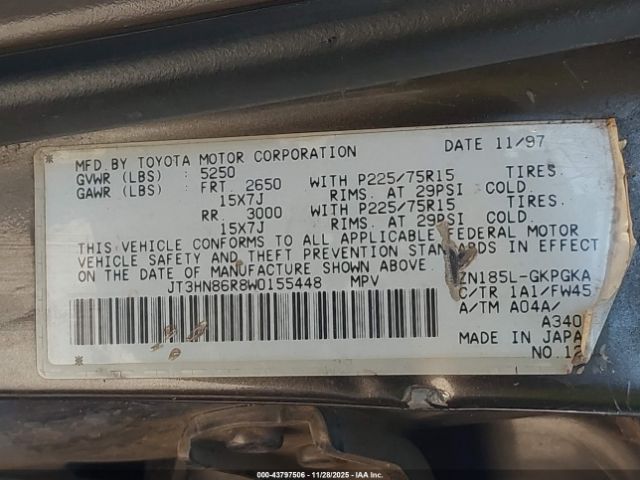 MFD. BY TOYOTA MOTOR CORPORATION DATE 11/97
GVWR (LBS) : 5250
GAWR (LBS) : FRT. 2650 WITH P225/75R15 TIRES.
15X7J RIMS. AT 29PSI COLD.
RR. 3000 WITH P225/75R15 TIRES.
15X7J RIMS. AT 29PSI COLD.
THIS VEHICLE CONFORMS TO ALL APPLICABLE FEDERAL MOTOR
VEHICLE SAFETY AND THEFT PREVENTION STANDARDS IN EFFECT
ON THE DATE OF MANUFACTURE SHOWN ABOVE.
JT3HN86R8W0155448 MPV
ZN185L-GKPGKA
C/TR 1A1/FW45
A/TM A04A/
A340
MADE IN JAPA
NO.12
000-43797506 - 11/28/2025 - IAA, Inc.